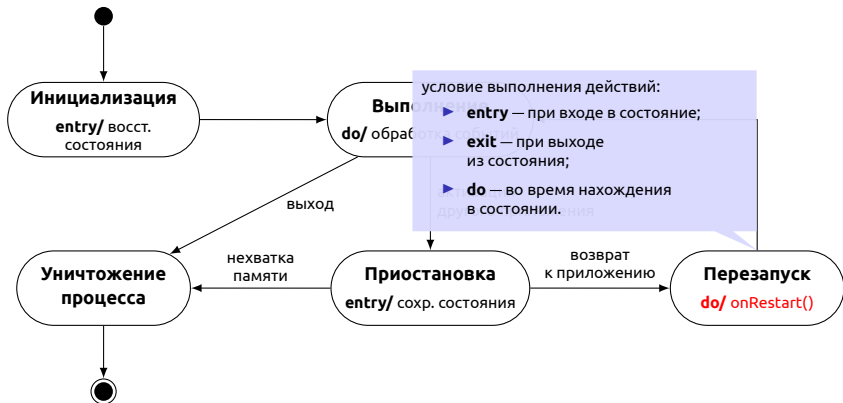 Инициализация
entry/ восст.
состояния
Выполнение
do/ обработка событий
условие выполнения действий:
entry — при входе в состояние;
exit — при выходе
из состояния;
do — во время нахождения
в состоянии.
выход
Уничтожение
процесса
нехватка
памяти
Приостановка
entry/ сохр. состояния
возврат
к приложению
Перезапуск
do/ onRestart()